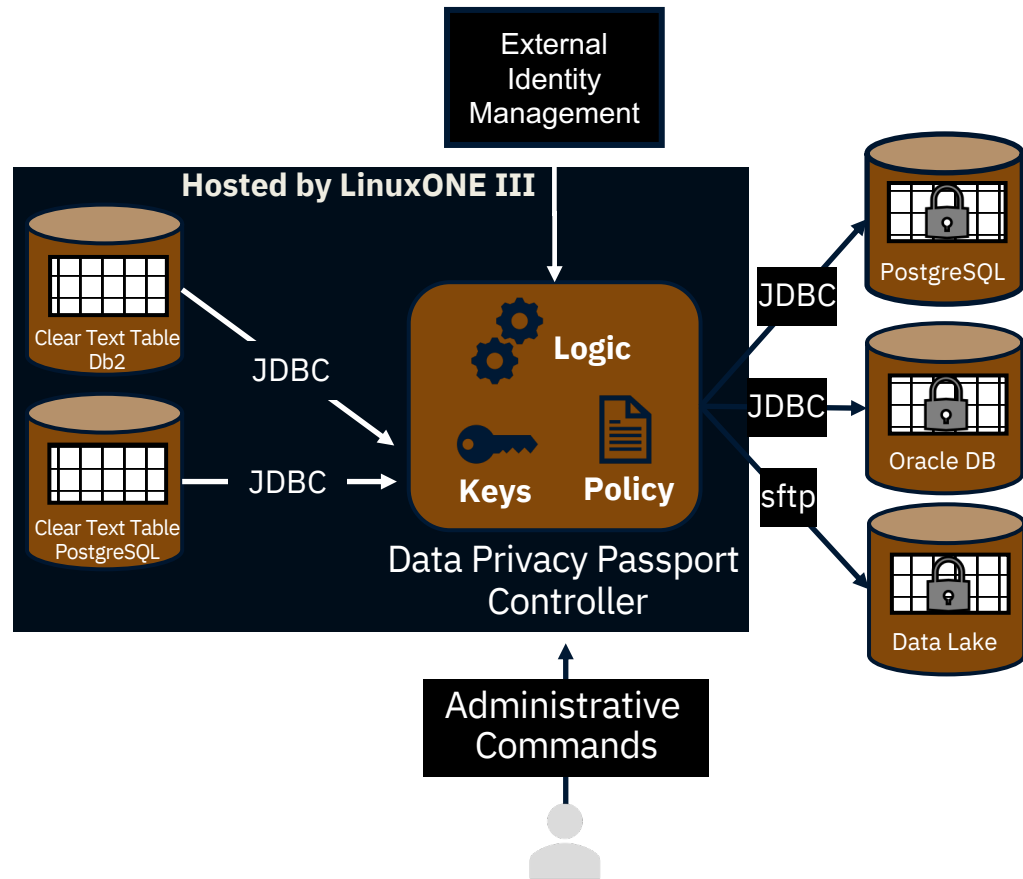 External
Identity
Management
Hosted by LinuxONE III
Clear Text Table
Db2
JDBC
Clear Text Table
PostgreSQL
JDBC
Logic
Keys
Policy
Data Privacy Passport
Controller
JDBC
PostgreSQL
JDBC
Oracle DB
sftp
Data Lake
Administrative
Commands